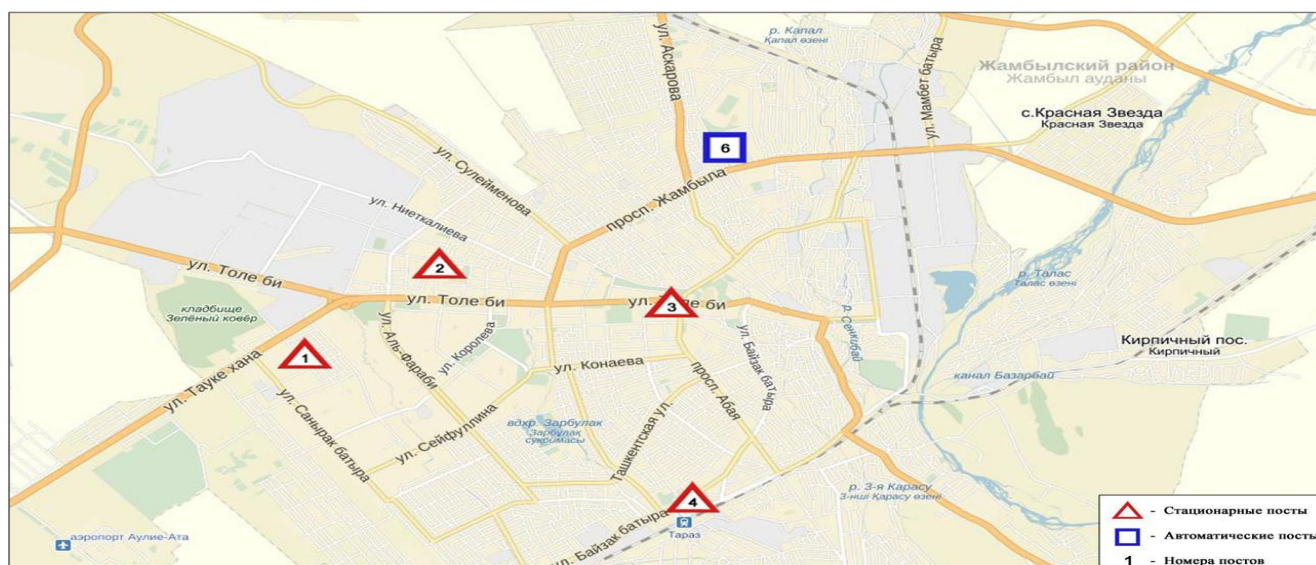 р. Капал
Қапал өзені
ул. Аскарова
ул. Мамбет батыра
Жамбылский район
Жамбыл ауданы
с.Красная Звезда
Красная Звезда
ул. Сулейменова
6
просп. Жамбыла
ул. Ниеткалиева
2
ул. Толе би
ул. Толе би
ул. Толе би
3
р. Талас
Талас өзені
кладбище
Зелёный ковёр
1
ул. Тауке хана
ул. Аль-Фараби
ул. Королева
ул. Конаева
просп. Абая
ул. Байзак батыра
р. Сенкибай
Кирпичный пос.
Кирпичный
канал Базарбай
ул. Санырак батыра
ул. Сейфуллина
вдхр. Зарбулак
Зарбулақ
суқоймасы
Ташкентская ул.
4
ул. Байзак батыра
Тараз
р. 3-я Карасу
3-нші Қарасу өзені
аэропорт Аулие-Ата
- Стационарные посты
- Автоматические посты
1 - Номера постов